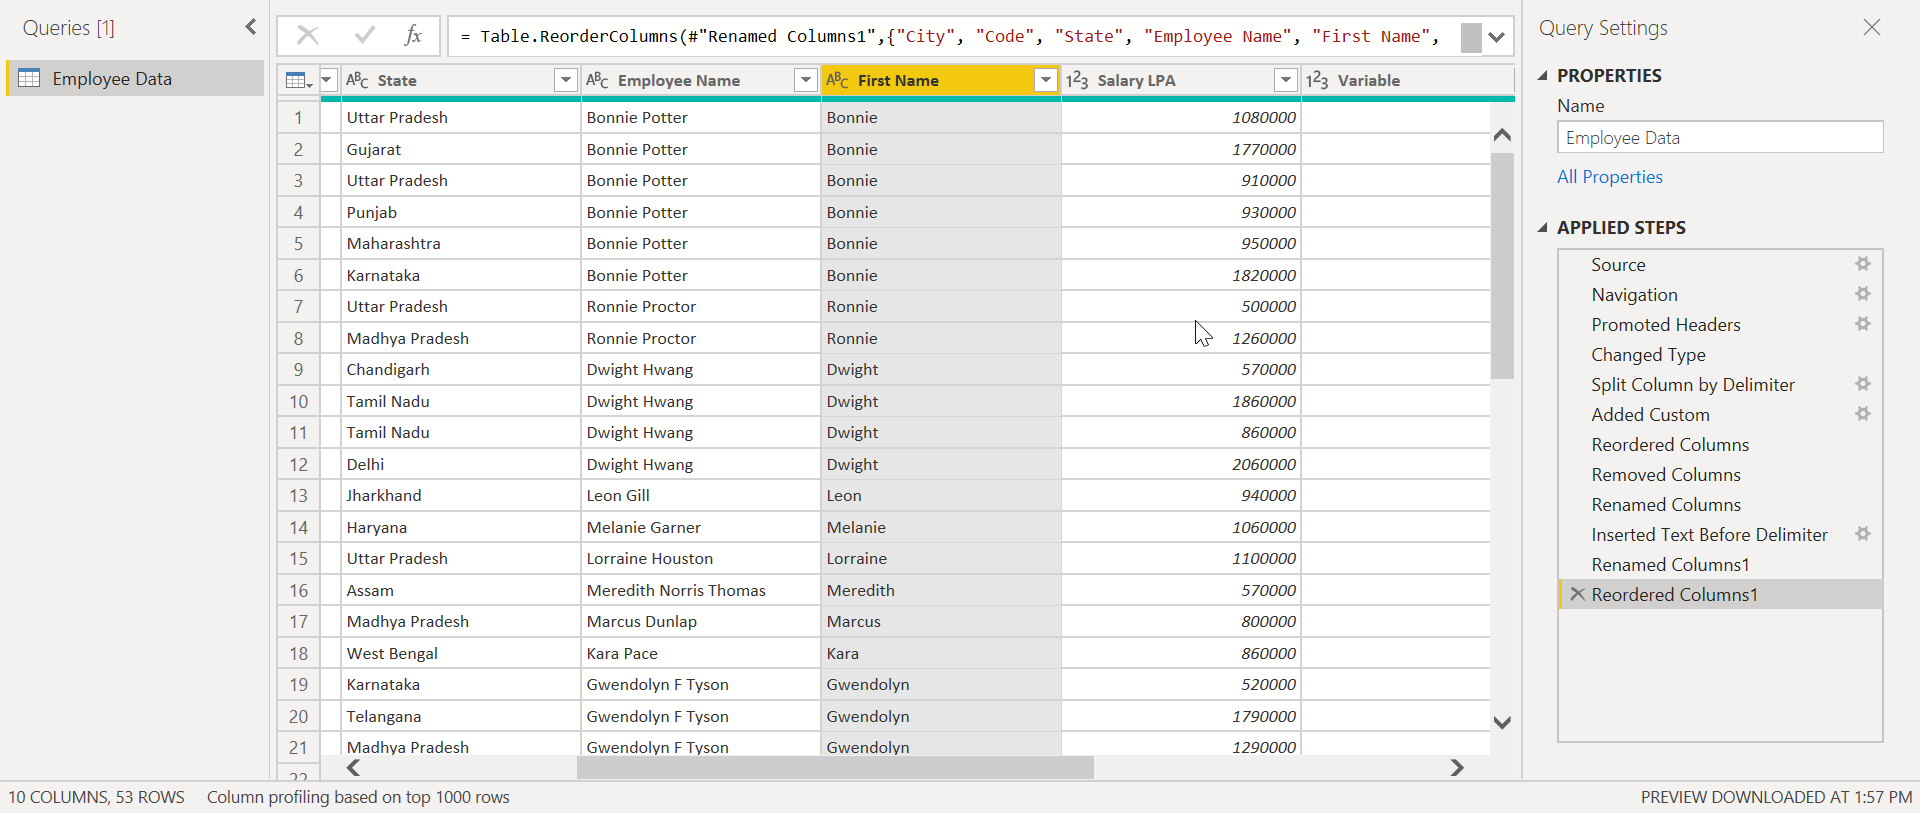 Queries [1]
Employee Data
fx
= Table.ReorderColumns(#"Renamed Columns1",{"City", "Code", "State", "Employee Name", "First Name",
ABC State ABC Employee Name ABC First Name 123 Salary LPA 123 Variable
1 Uttar Pradesh Bonnie Potter Bonnie 1080000
2 Gujarat Bonnie Potter Bonnie 1770000
3 Uttar Pradesh Bonnie Potter Bonnie 910000
4 Punjab Bonnie Potter Bonnie 930000
5 Maharashtra Bonnie Potter Bonnie 950000
6 Karnataka Bonnie Potter Bonnie 1820000
7 Uttar Pradesh Ronnie Proctor Ronnie 500000
8 Madhya Pradesh Ronnie Proctor Ronnie 1260000
9 Chandigarh Dwight Hwang Dwight 570000
10 Tamil Nadu Dwight Hwang Dwight 1860000
11 Tamil Nadu Dwight Hwang Dwight 860000
12 Delhi Dwight Hwang Dwight 2060000
13 Jharkhand Leon Gill Leon 940000
14 Haryana Melanie Garner Melanie 1060000
15 Uttar Pradesh Lorraine Houston Lorraine 1100000
16 Assam Meredith Norris Thomas Meredith 570000
17 Madhya Pradesh Marcus Dunlap Marcus 800000
18 West Bengal Kara Pace Kara 860000
19 Karnataka Gwendolyn F Tyson Gwendolyn 520000
20 Telangana Gwendolyn F Tyson Gwendolyn 1790000
21 Madhya Pradesh Gwendolyn F Tyson Gwendolyn 1290000
22
Query Settings
PROPERTIES
Name
Employee Data
All Properties
APPLIED STEPS
Source
Navigation
Promoted Headers
Changed Type
Split Column by Delimiter
Added Custom
Reordered Columns
Removed Columns
Renamed Columns
Inserted Text Before Delimiter
Renamed Columns1
Reordered Columns1
10 COLUMNS, 53 ROWS Column profiling based on top 1000 rows
PREVIEW DOWNLOADED AT 1:57 PM